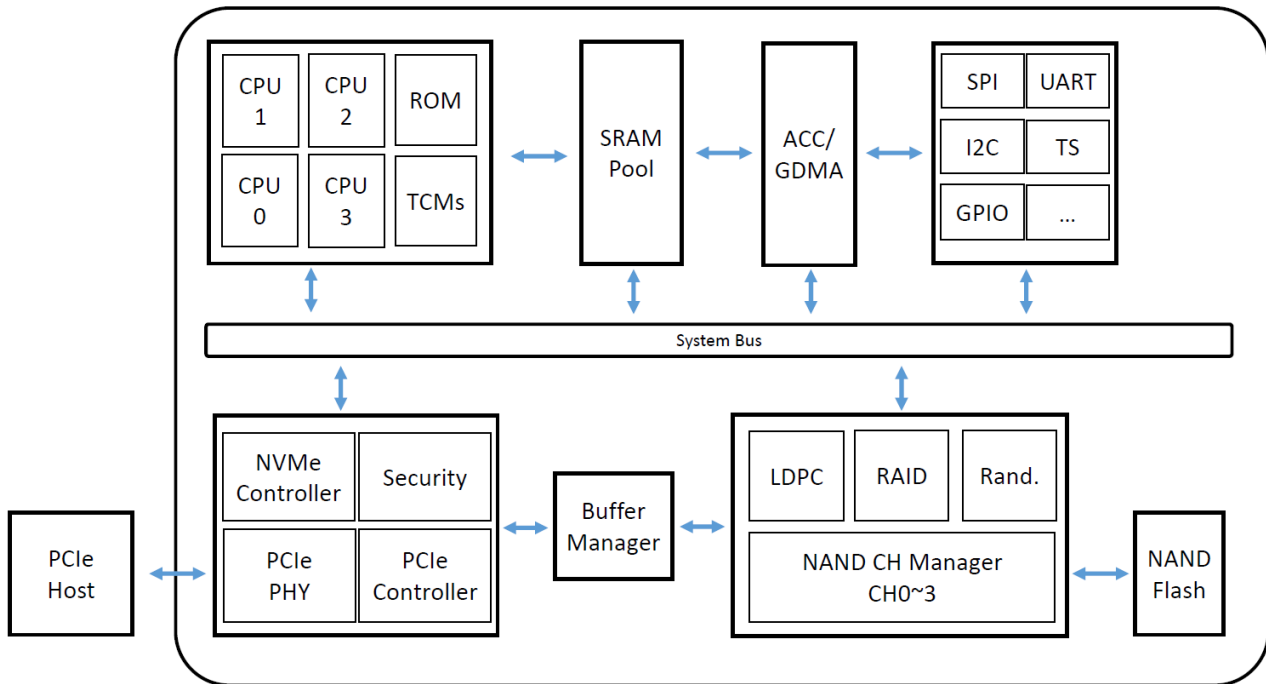 CPU
1
CPU
2
ROM
CPU
0
CPU
3
TCMs
SRAM
Pool
ACC/
GDMA
SPI
UART
I2C
TS
GPIO
...
System Bus
NVMe
Controller
Security
PCIe
PHY
PCIe
Controller
Buffer
Manager
LDPC
RAID
Rand.
NAND CH Manager
CH0~3
PCIe
Host
NAND
Flash